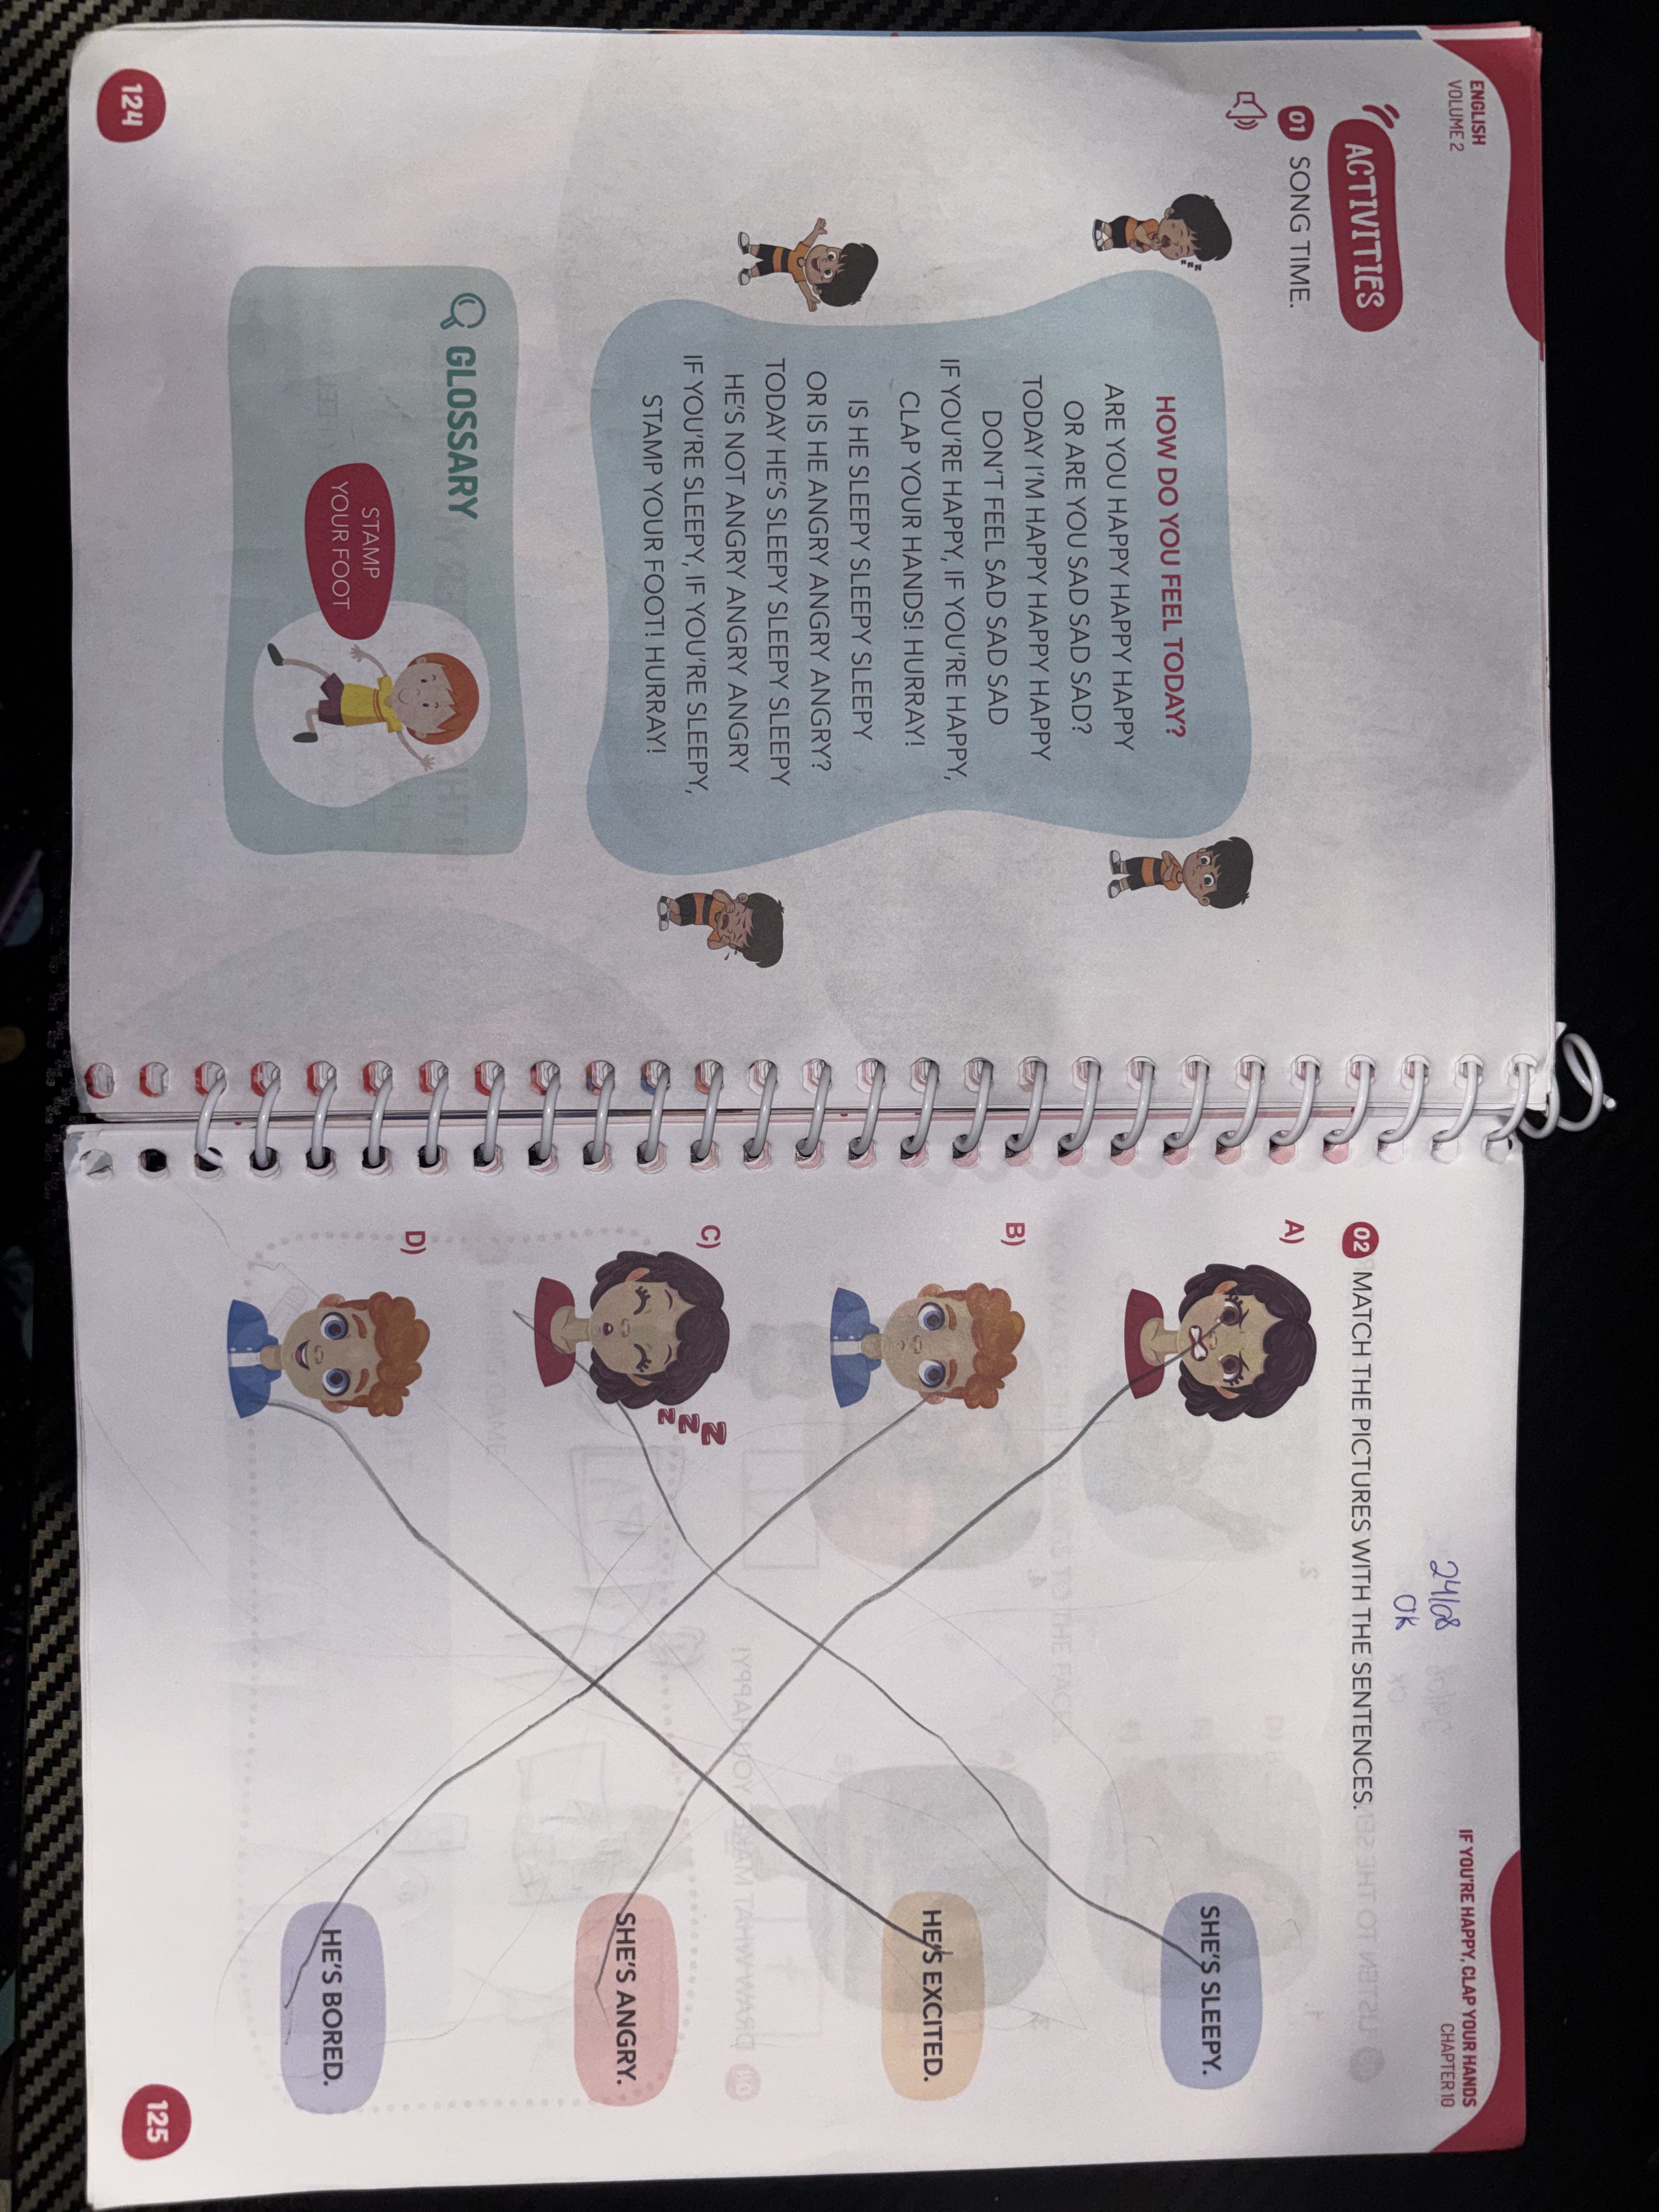 ENGLISH
VOLUME 2
ACTIVITIES
01 SONG TIME.
HOW DO YOU FEEL TODAY?
ARE YOU HAPPY HAPPY HAPPY
OR ARE YOU SAD SAD SAD?
TODAY I'M HAPPY HAPPY HAPPY
DON'T FEEL SAD SAD SAD
IF YOU'RE HAPPY, IF YOU'RE HAPPY,
CLAP YOUR HANDS! HURRAY!
IS HE SLEEPY SLEEPY SLEEPY
OR IS HE ANGRY ANGRY ANGRY?
TODAY HE'S SLEEPY SLEEPY SLEEPY
HE'S NOT ANGRY ANGRY ANGRY
IF YOU'RE SLEEPY, IF YOU'RE SLEEPY,
STAMP YOUR FOOT! HURRAY!
GLOSSARY
STAMP
YOUR FOOT
124
IF YOU'RE HAPPY, CLAP YOUR HANDS
CHAPTER 10
24/08
OK
02 MATCH THE PICTURES WITH THE SENTENCES.
A)
SHE'S SLEEPY.
B)
HE'S EXCITED.
C)
z z z
SHE'S ANGRY.
D)
HE'S BORED.
125